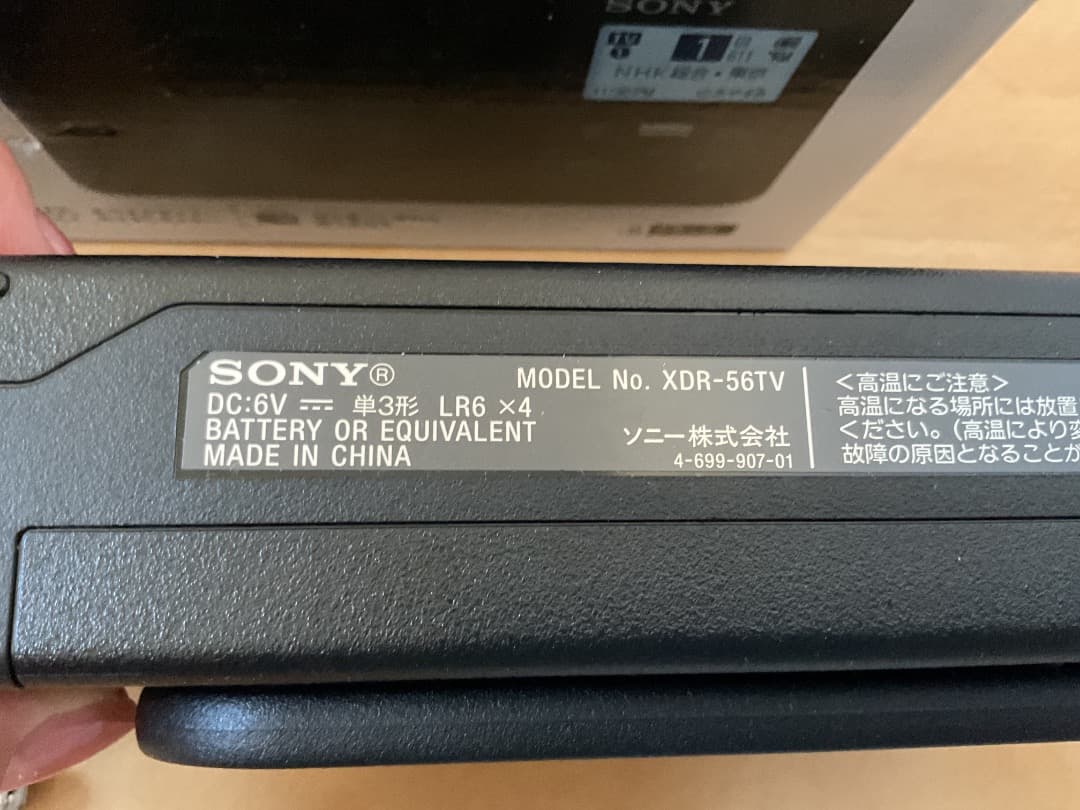 SONY
TV
1
1
NHK総合・東京
SONY®
MODEL No. XDR-56TV
DC:6V ⎓ 単3形 LR6 ×4
BATTERY OR EQUIVALENT
MADE IN CHINA
ソニー株式会社
4-699-907-01
＜高温にご注意＞
高温になる場所には放置
ください。(高温により変
故障の原因となることが